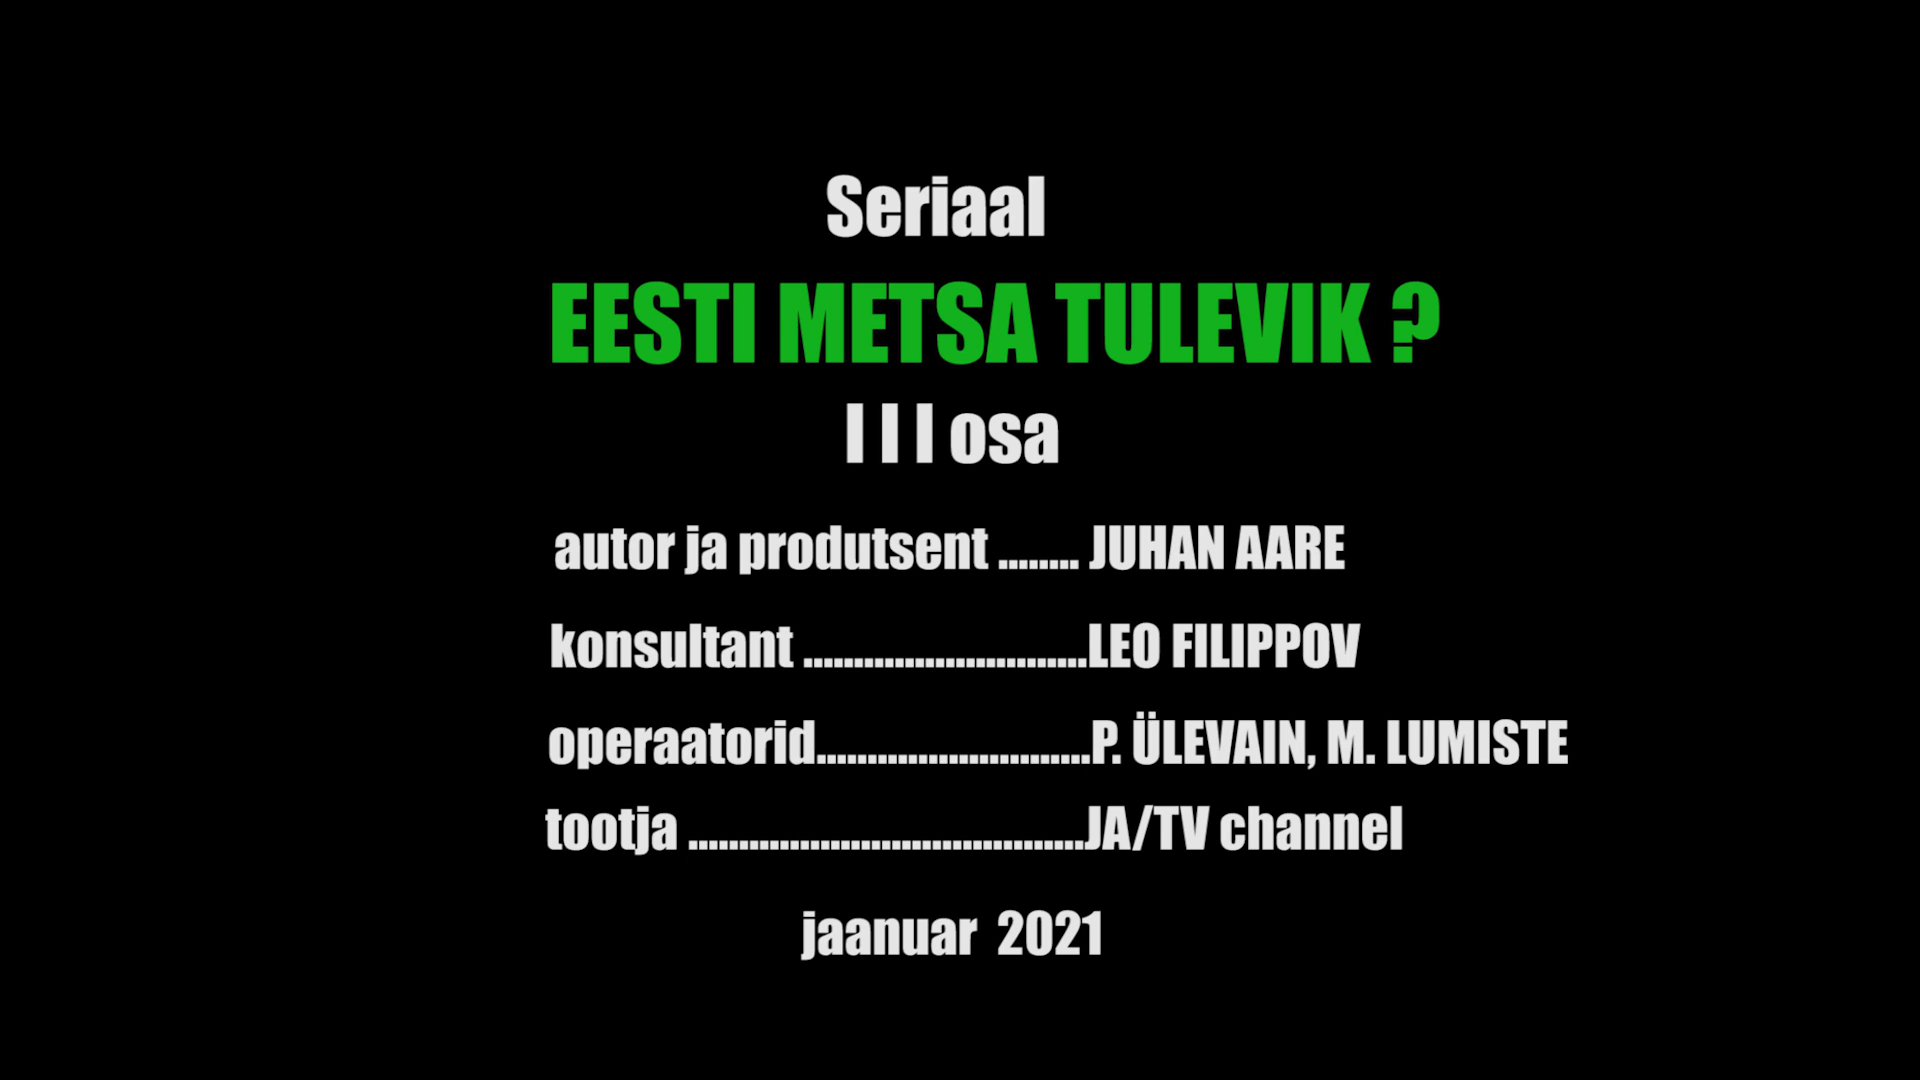 Seriaal
EESTI METSA TULEVIK ?
I I I osa
autor ja produtsent ........ JUHAN AARE
konsultant ............................LEO FILIPPOV
operaatorid...........................P. ÜLEVAIN, M. LUMISTE
tootja .......................................JA/TV channel
jaanuar 2021